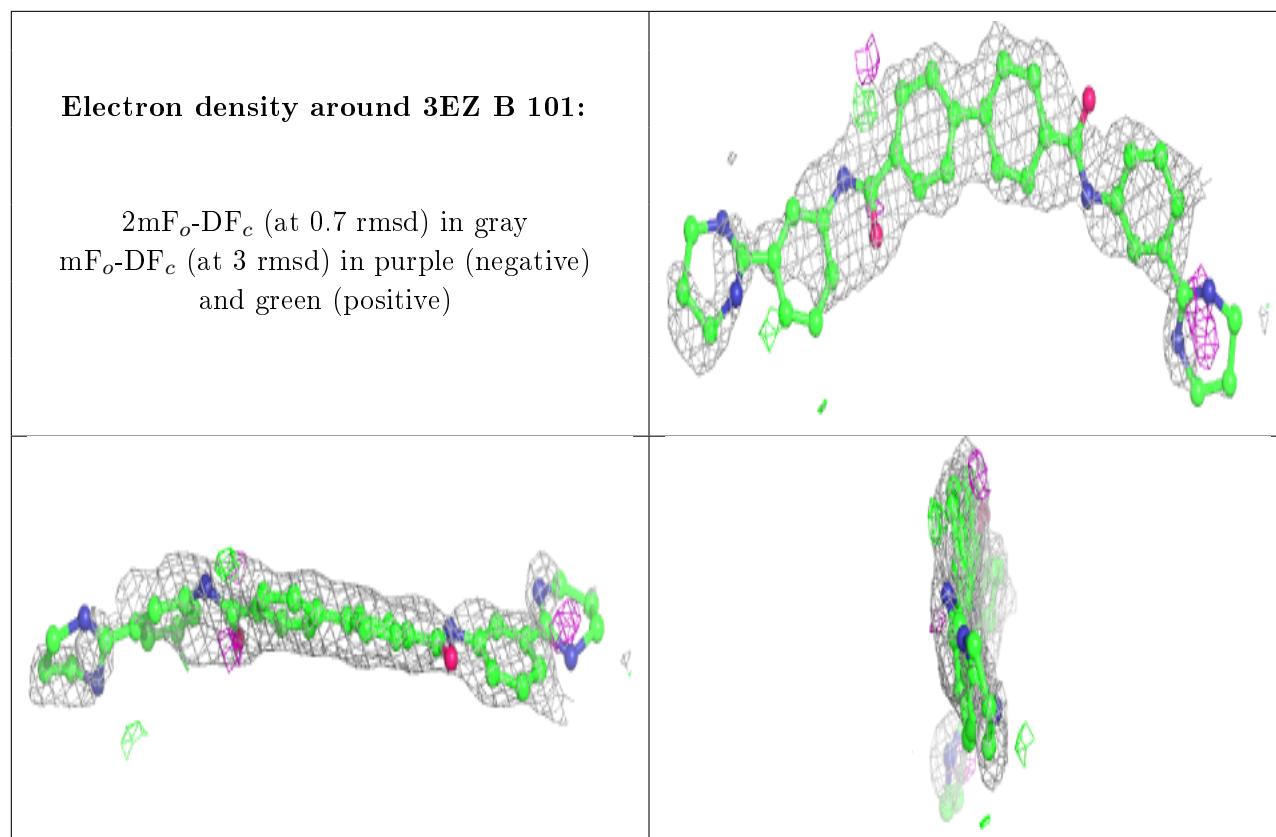 Electron density around 3EZ B 101:
2mFo-DFc (at 0.7 rmsd) in gray
mFo-DFc (at 3 rmsd) in purple (negative)
and green (positive)